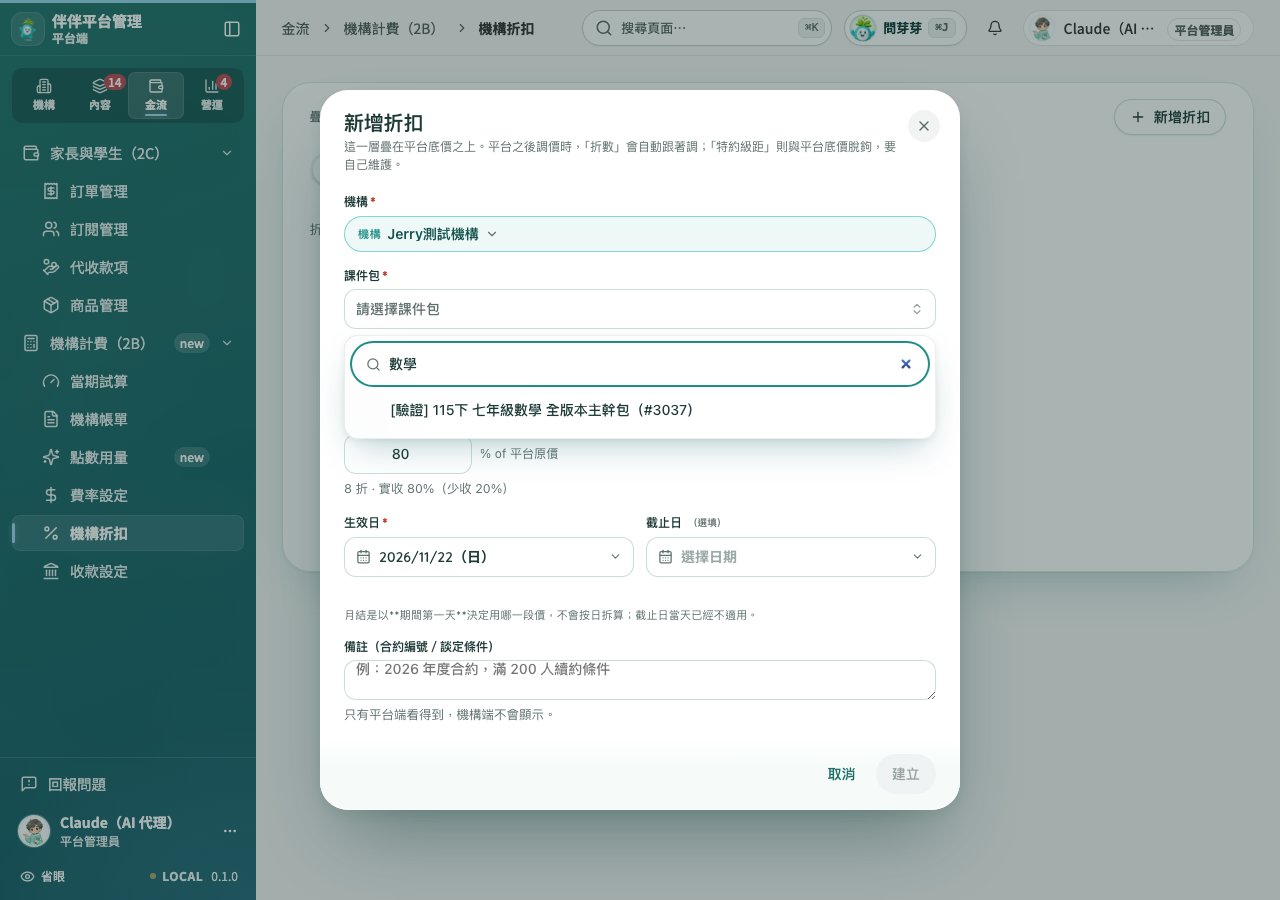 伴伴平台管理
平台端
機構
14
內容
金流
4
營運
家長與學生（2C）
訂單管理
訂閱管理
代收款項
商品管理
機構計費（2B）
new
當期試算
機構帳單
點數用量
new
費率設定
機構折扣
收款設定
回報問題
Claude（AI 代理）
平台管理員
省眼
LOCAL 0.1.0
金流
機構計費（2B）
機構折扣
搜尋頁面…
⌘K
問芽芽
⌘J
Claude（AI …
平台管理員
新增折扣
新增折扣
這一層疊在平台底價之上。平台之後調價時，「折數」會自動跟著調；「特約級距」則與平台底價脫鉤，要
自己維護。
機構*
機構 Jerry測試機構
課件包*
請選擇課件包
數學
[驗證] 115下 七年級數學 全版本主幹包（#3037）
80
% of 平台原價
8 折 · 實收 80%（少收 20%）
生效日*
截止日 （選填）
2026/11/22（日）
選擇日期
月結是以**期間第一天**決定用哪一段價，不會按日拆算；截止日當天已經不適用。
備註（合約編號 / 談定條件）
例：2026 年度合約，滿 200 人續約條件
只有平台端看得到，機構端不會顯示。
取消
建立